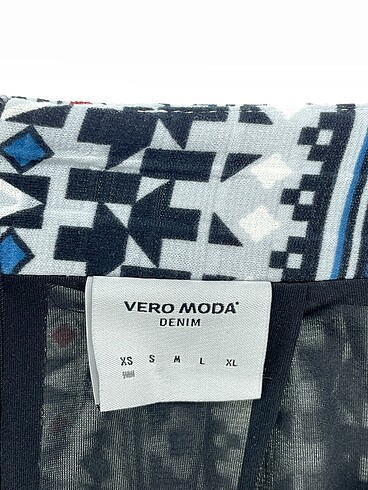 VERO MODA®
DENIM
XS S M L XL